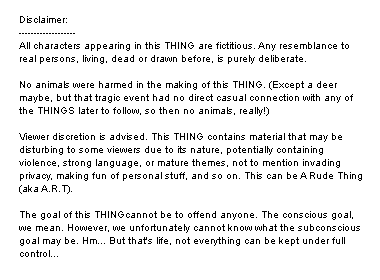 Disclaimer:
-------------------
All characters appearing in this THING are fictitious. Any resemblance to
real persons, living, dead or drawn before, is purely deliberate.

No animals were harmed in the making of this THING. (Except a deer
maybe, but that tragic event had no direct casual connection with any of
the THINGS later to follow, so then no animals, really!)

Viewer discretion is advised. This THING contains material that may be
disturbing to some viewers due to its nature, potentially containing
violence, strong language, or mature themes, not to mention invading
privacy, making fun of personal stuff, and so on. This can be A Rude Thing
(aka A.R.T).

The goal of this THINGcannot be to offend anyone. The conscious goal,
we mean. However, we unfortunately cannot know what the subconscious
goal may be. Hm... But that's life, not everything can be kept under full
control...